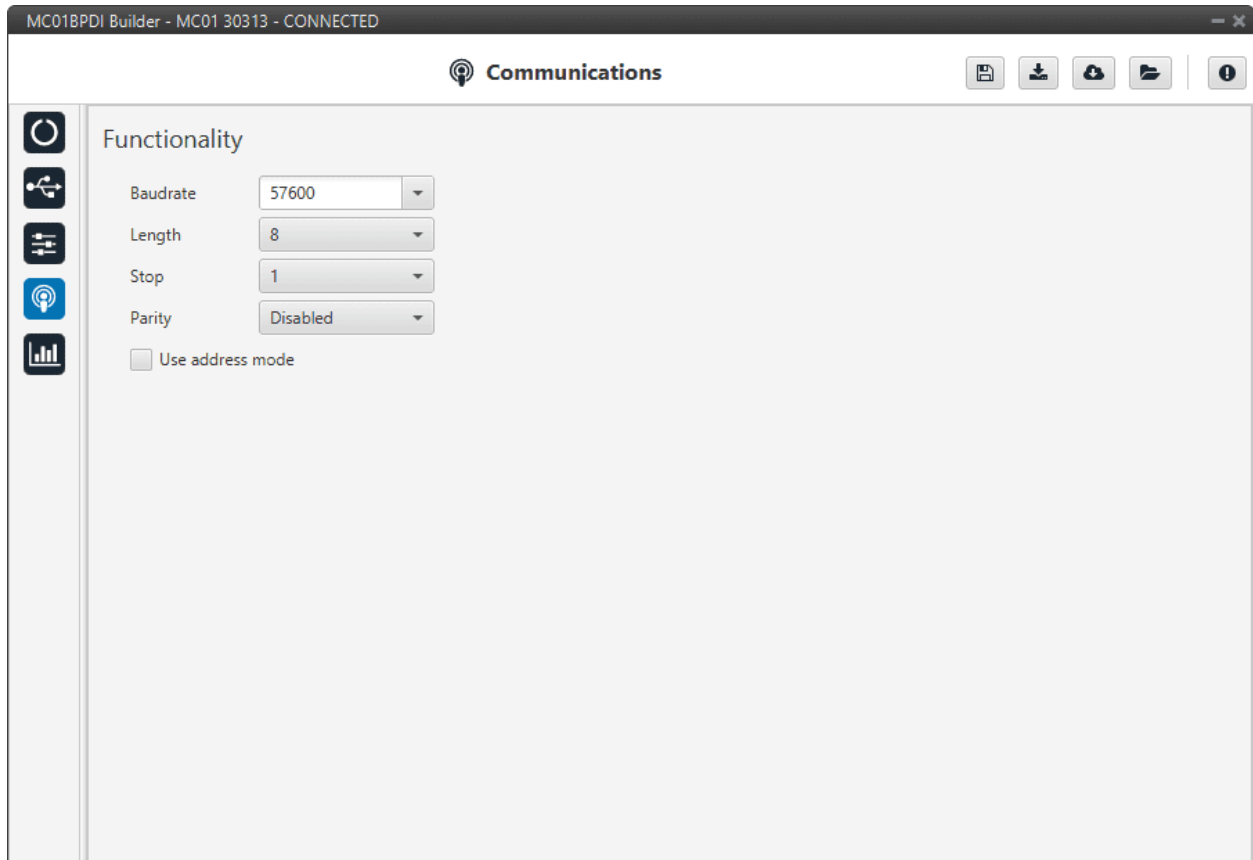 MC01BPDI Builder - MC01 30313 - CONNECTED
Communications
Functionality
Baudrate 57600
Length 8
Stop 1
Parity Disabled
Use address mode